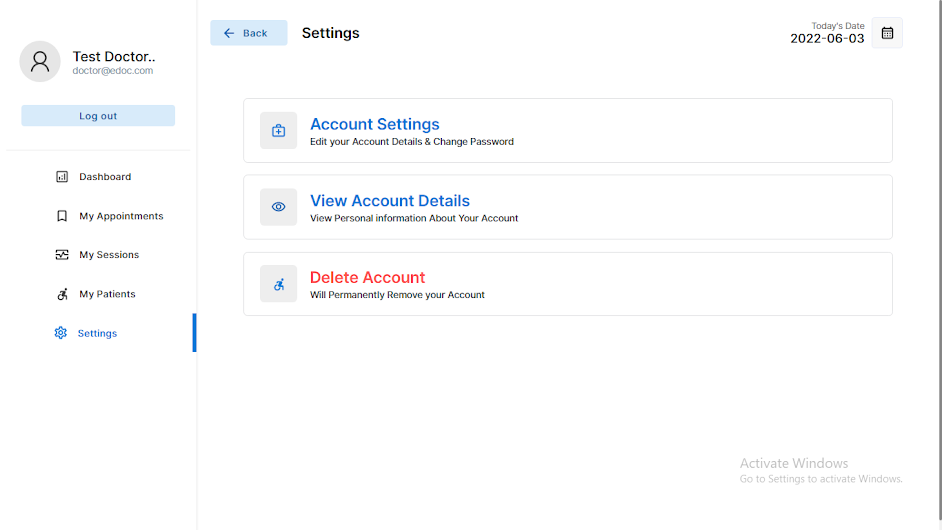 Test Doctor..
doctor@edoc.com
Log out
Dashboard
My Appointments
My Sessions
My Patients
Settings
Back
Settings
Today's Date
2022-06-03
Account Settings
Edit your Account Details & Change Password
View Account Details
View Personal information About Your Account
Delete Account
Will Permanently Remove your Account
Activate Windows
Go to Settings to activate Windows.